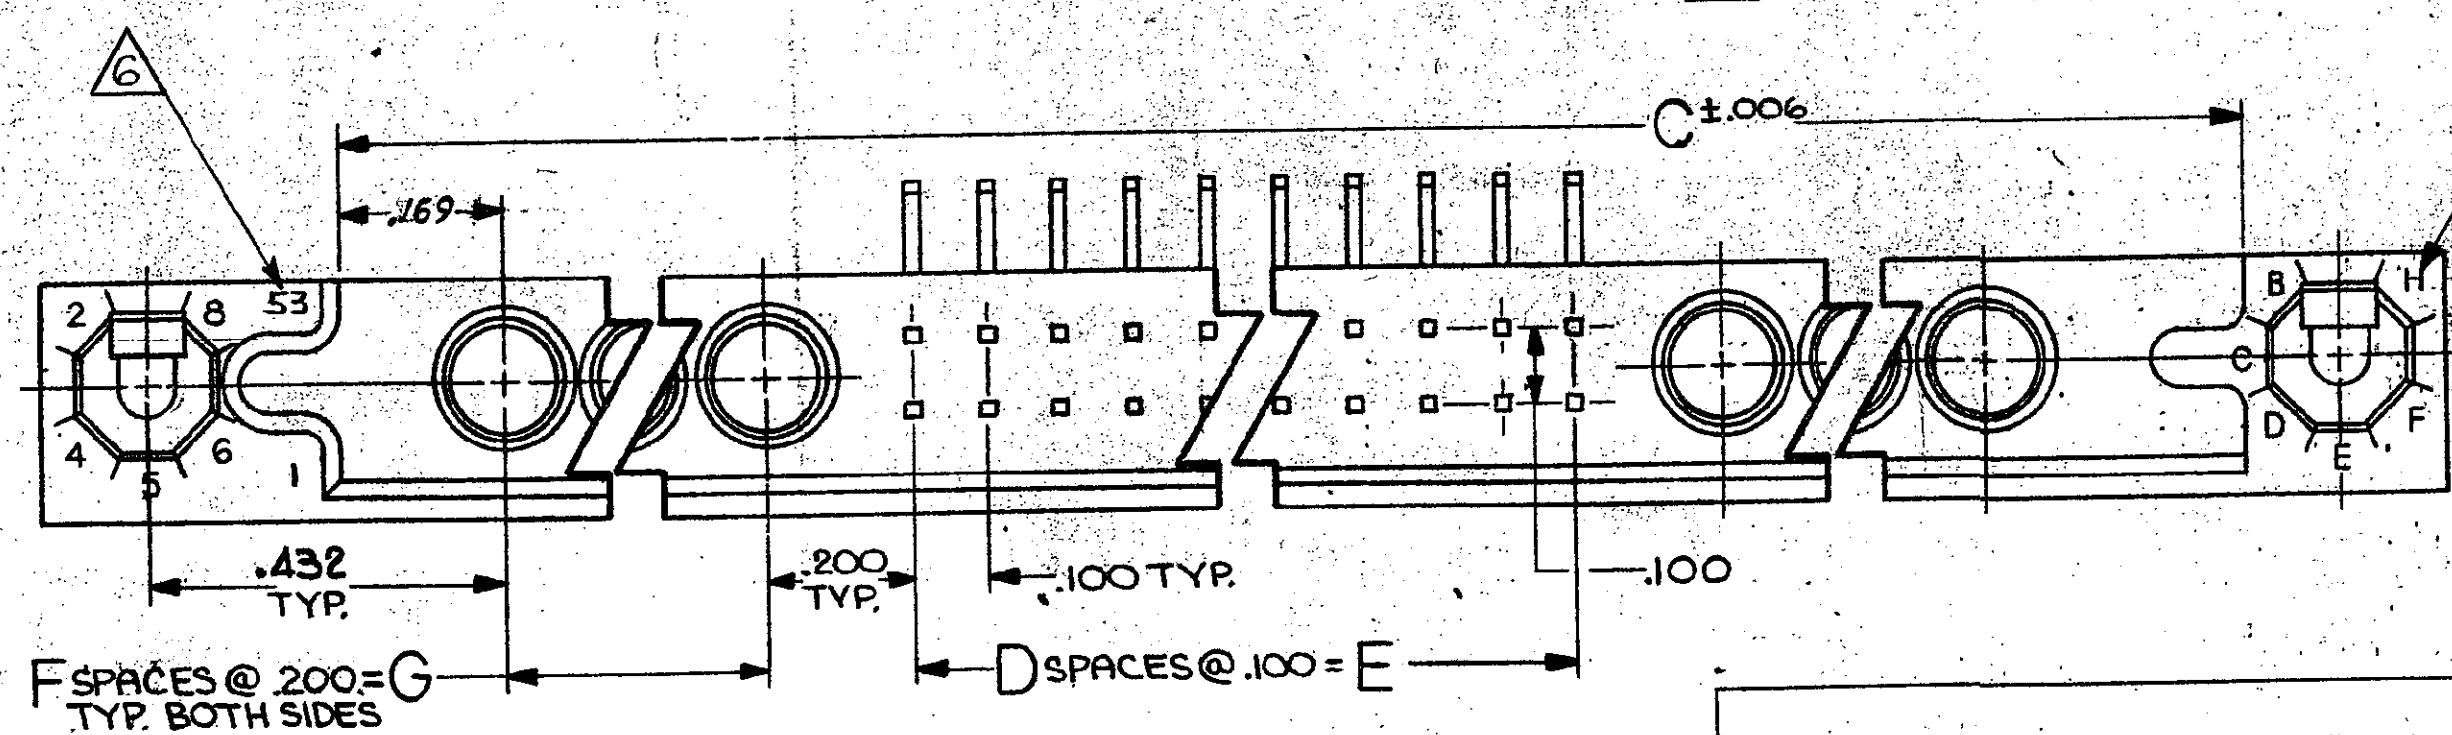 6
C ±.006
.169
53
2
8
B
H
C
4
6
1
5
D
F
E
.432
TYP.
.200
TYP.
.100 TYP.
.100
F SPACES @ .200 = G
TYP. BOTH SIDES
D SPACES @ .100 = E